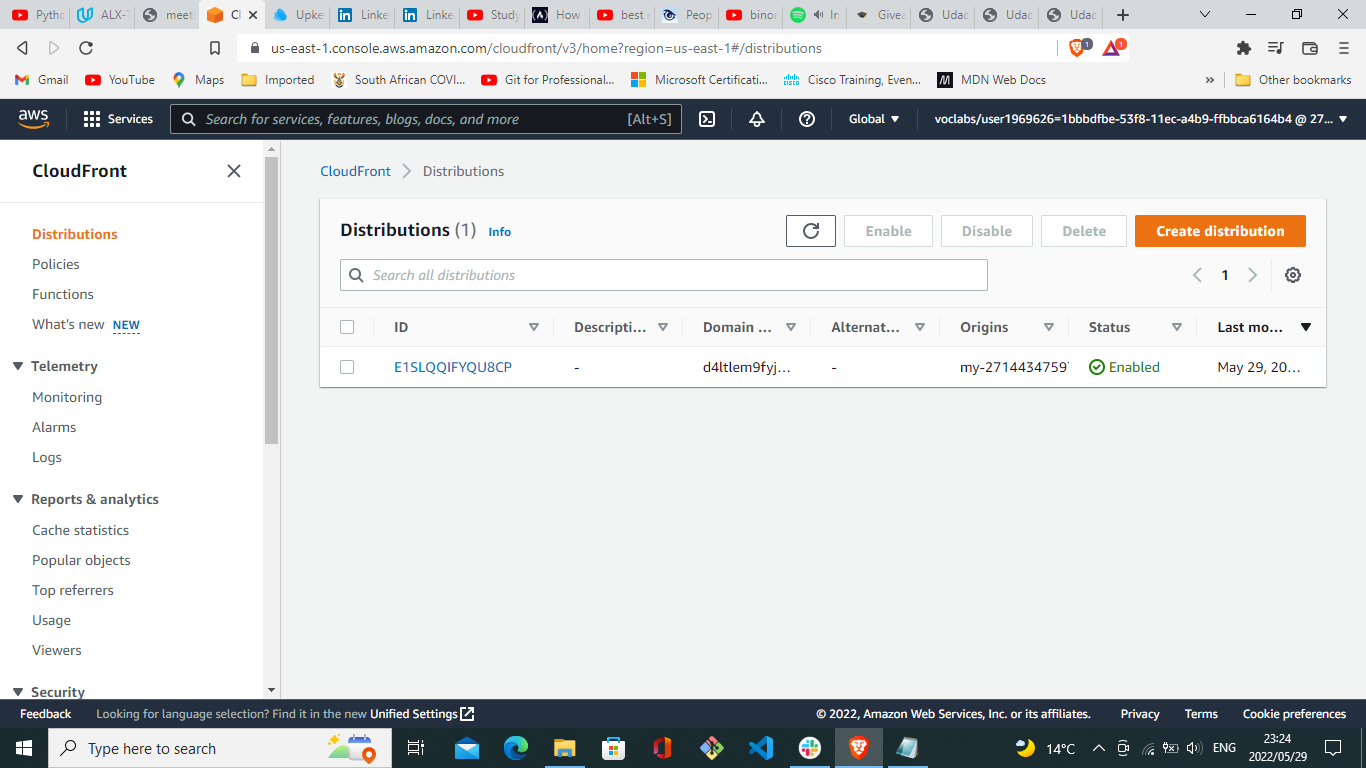 Pytho
ALX-T
meet
Cl
Upke
Linke
Linke
Study
How
best
Peop
binor
In
Givea
Udac
Udac
Udac
us-east-1.console.aws.amazon.com/cloudfront/v3/home?region=us-east-1#/distributions
1
1
Gmail
YouTube
Maps
Imported
South African COVI...
Git for Professional...
Microsoft Certificati...
Cisco Training, Even...
MDN Web Docs
»
Other bookmarks
aws
Services
Search for services, features, blogs, docs, and more
[Alt+S]
Global
voclabs/user1969626=1bbbdfbe-53f8-11ec-a4b9-ffbbca6164b4 @ 27...
CloudFront
Distributions
Policies
Functions
What's new NEW
Telemetry
Monitoring
Alarms
Logs
Reports & analytics
Cache statistics
Popular objects
Top referrers
Usage
Viewers
Security
CloudFront
Distributions
Distributions (1) Info
Enable
Disable
Delete
Create distribution
Search all distributions
1
ID
Descripti...
Domain ...
Alternat...
Origins
Status
Last mo...
E1SLQQIFYQU8CP
-
d4ltlem9fyj...
-
my-2714434759
Enabled
May 29, 20...
Feedback
Looking for language selection? Find it in the new Unified Settings
© 2022, Amazon Web Services, Inc. or its affiliates.
Privacy
Terms
Cookie preferences
Type here to search
14°C
ENG
23:24
2022/05/29